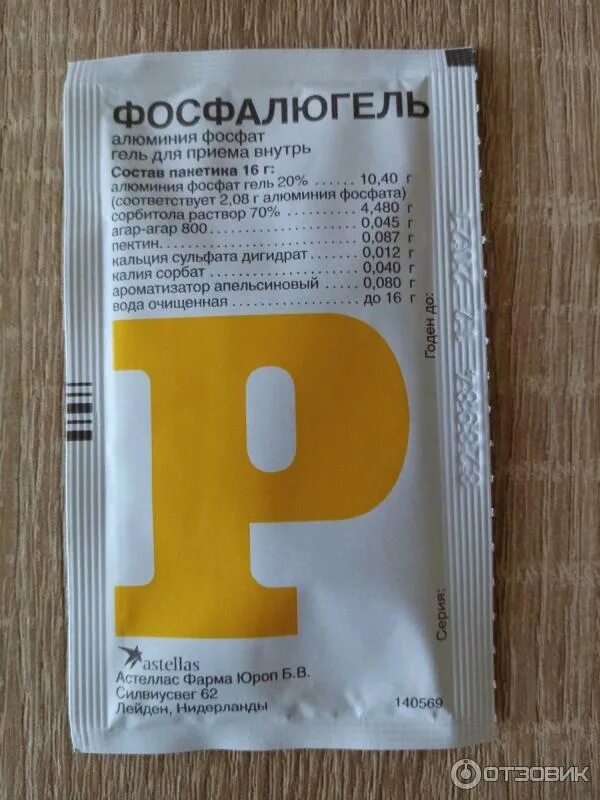 ФОСФАЛЮГЕЛЬ
алюминия фосфат
гель для приема внутрь
Состав пакетика 16 г:
алюминия фосфат гель 20% ...... 10,40 г
(соответствует 2,08 г алюминия фосфата)
сорбитола раствор 70% ............ 4,480 г
агар-агар 800 ........................... 0,045 г
пектин ..................................... 0,087 г
кальция сульфата дигидрат ....... 0,012 г
калия сорбат ............................ 0,040 г
ароматизатор апельсиновый ..... 0,080 г
вода очищенная ...................... до 16 г
Годен до:
Серия:
P
astellas
Астеллас Фарма Юроп Б.В.
Силвиусвег 62
Лейден, Нидерланды
140569
ОТЗОВИК